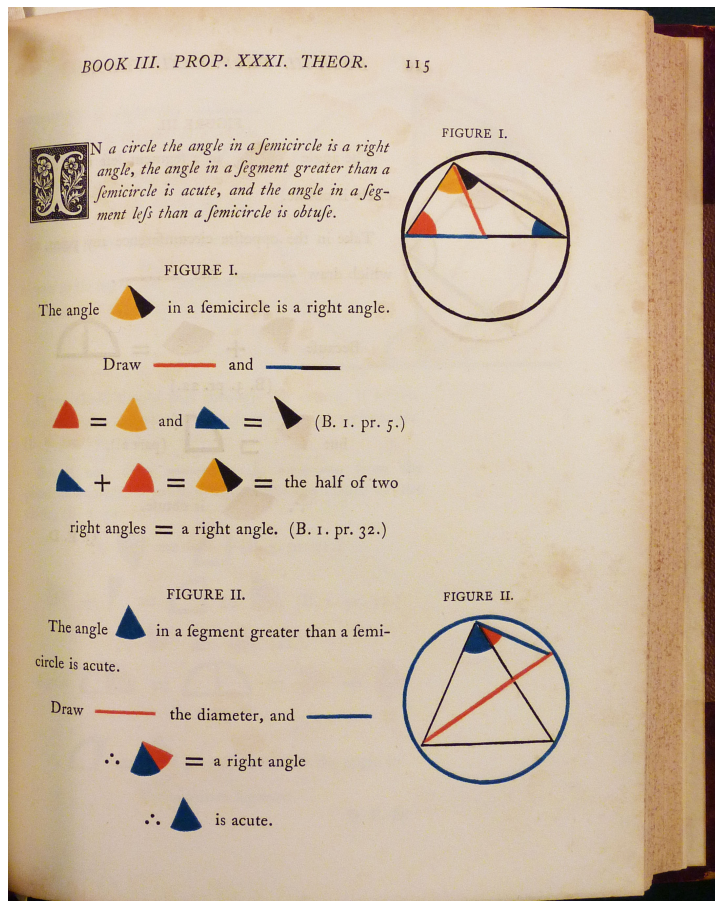 BOOK III. PROP. XXXI. THEOR. 115
IN a circle the angle in a ſemicircle is a right
angle, the angle in a ſegment greater than a
ſemicircle is acute, and the angle in a ſeg-
ment leſs than a ſemicircle is obtuſe.
FIGURE I.
FIGURE I.
The angle in a ſemicircle is a right angle.
Draw and
= and = (B. 1. pr. 5.)
+ = = the half of two
right angles = a right angle. (B. 1. pr. 32.)
FIGURE II.
The angle in a ſegment greater than a ſemi-
circle is acute.
Draw the diameter, and
∴ = a right angle
∴ is acute.
FIGURE II.